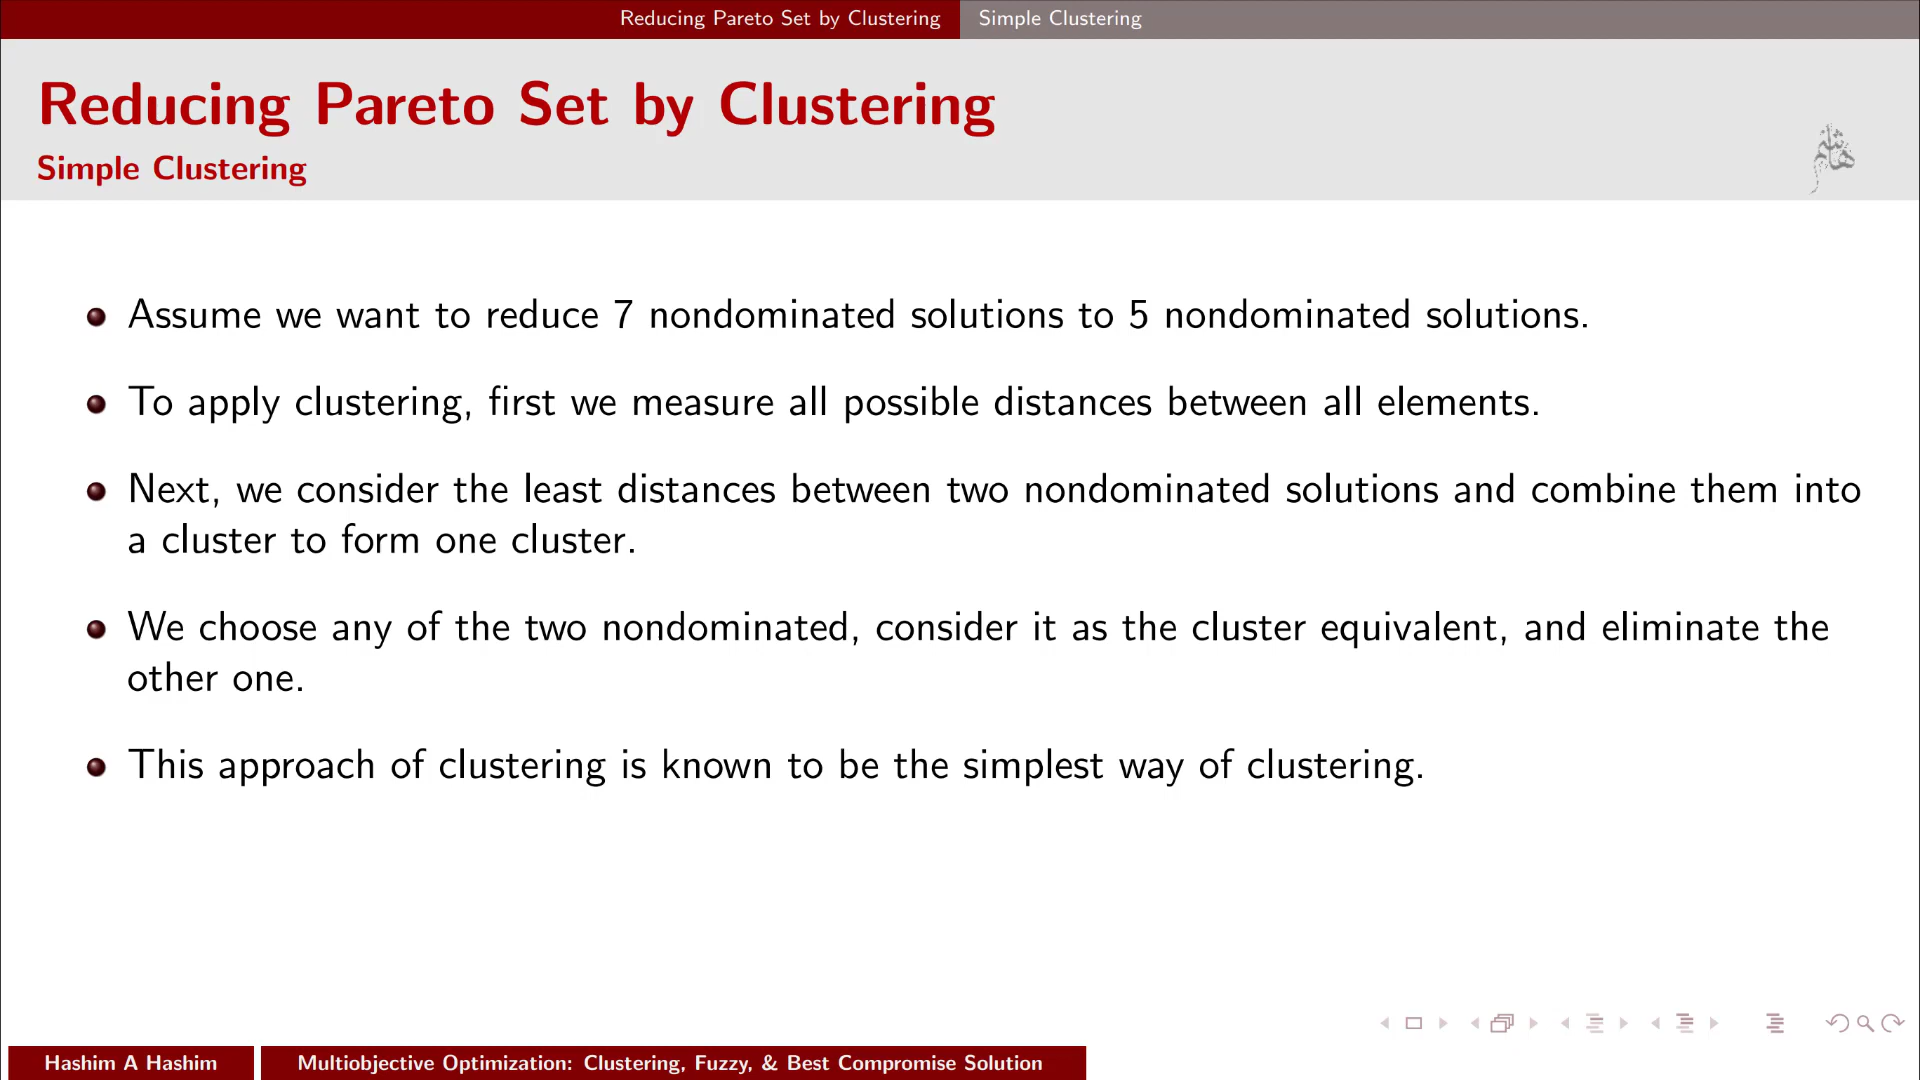 Reducing Pareto Set by Clustering Simple Clustering
Reducing Pareto Set by Clustering
Simple Clustering
هاشم
Assume we want to reduce 7 nondominated solutions to 5 nondominated solutions.
To apply clustering, first we measure all possible distances between all elements.
Next, we consider the least distances between two nondominated solutions and combine them into
a cluster to form one cluster.
We choose any of the two nondominated, consider it as the cluster equivalent, and eliminate the
other one.
This approach of clustering is known to be the simplest way of clustering.
Hashim A Hashim Multiobjective Optimization: Clustering, Fuzzy, & Best Compromise Solution